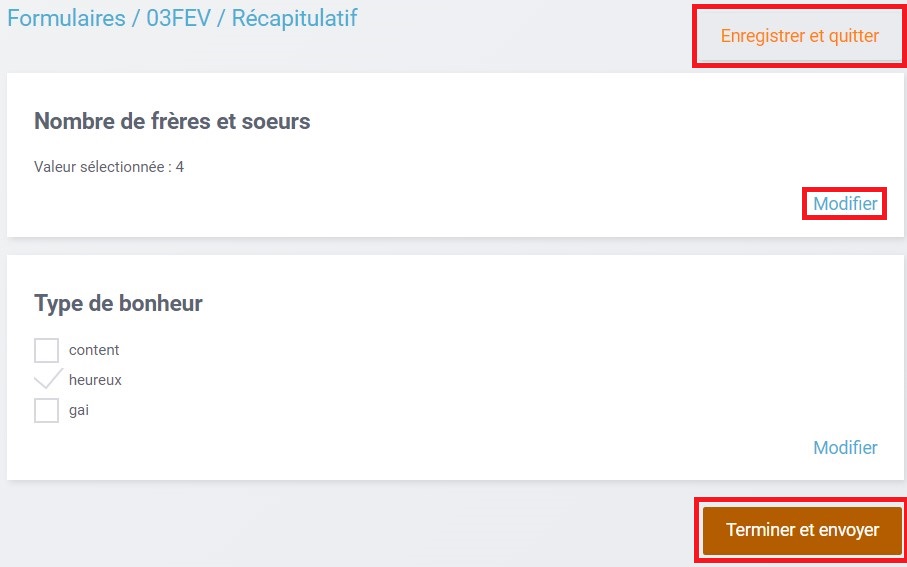 Formulaires / 03FEV / Récapitulatif
Enregistrer et quitter
Nombre de frères et soeurs
Valeur sélectionnée : 4
Modifier
Type de bonheur
content
heureux
gai
Modifier
Terminer et envoyer